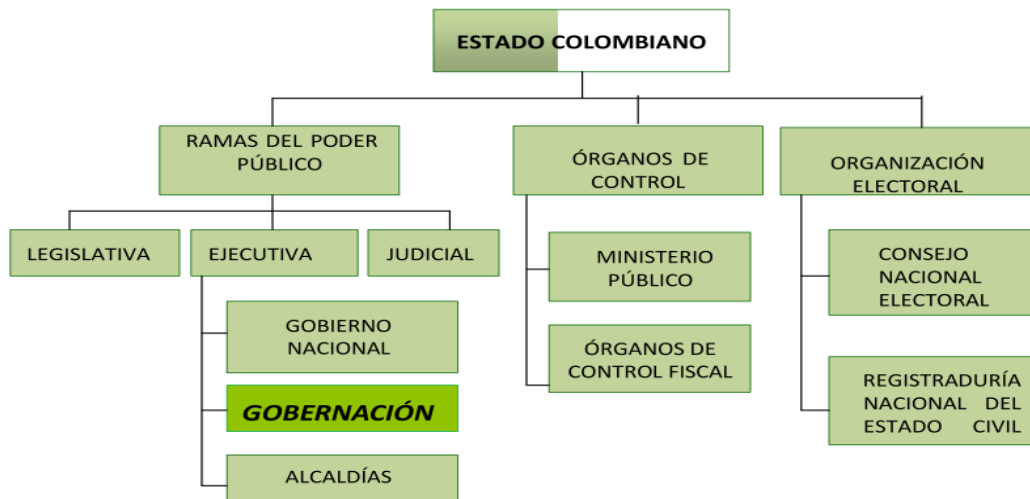 ESTADO COLOMBIANO
RAMAS DEL PODER
PÚBLICO
ÓRGANOS DE
CONTROL
ORGANIZACIÓN
ELECTORAL
LEGISLATIVA
EJECUTIVA
JUDICIAL
MINISTERIO
PÚBLICO
CONSEJO
NACIONAL
ELECTORAL
GOBIERNO
NACIONAL
ÓRGANOS DE
CONTROL FISCAL
GOBERNACIÓN
REGISTRADURÍA
NACIONAL DEL
ESTADO CIVIL
ALCALDÍAS